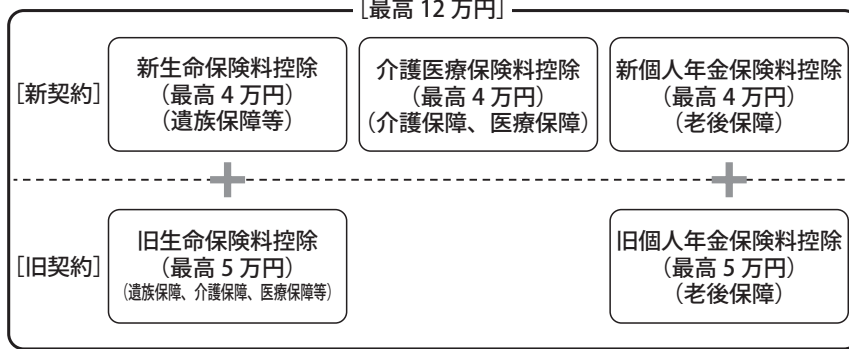 [最高 12 万円]
[新契約]
新生命保険料控除
(最高 4 万円)
(遺族保障等)
介護医療保険料控除
(最高 4 万円)
(介護保障、医療保障)
新個人年金保険料控除
(最高 4 万円)
(老後保障)
+
+
[旧契約]
旧生命保険料控除
(最高 5 万円)
(遺族保障、介護保障、医療保障等)
旧個人年金保険料控除
(最高 5 万円)
(老後保障)